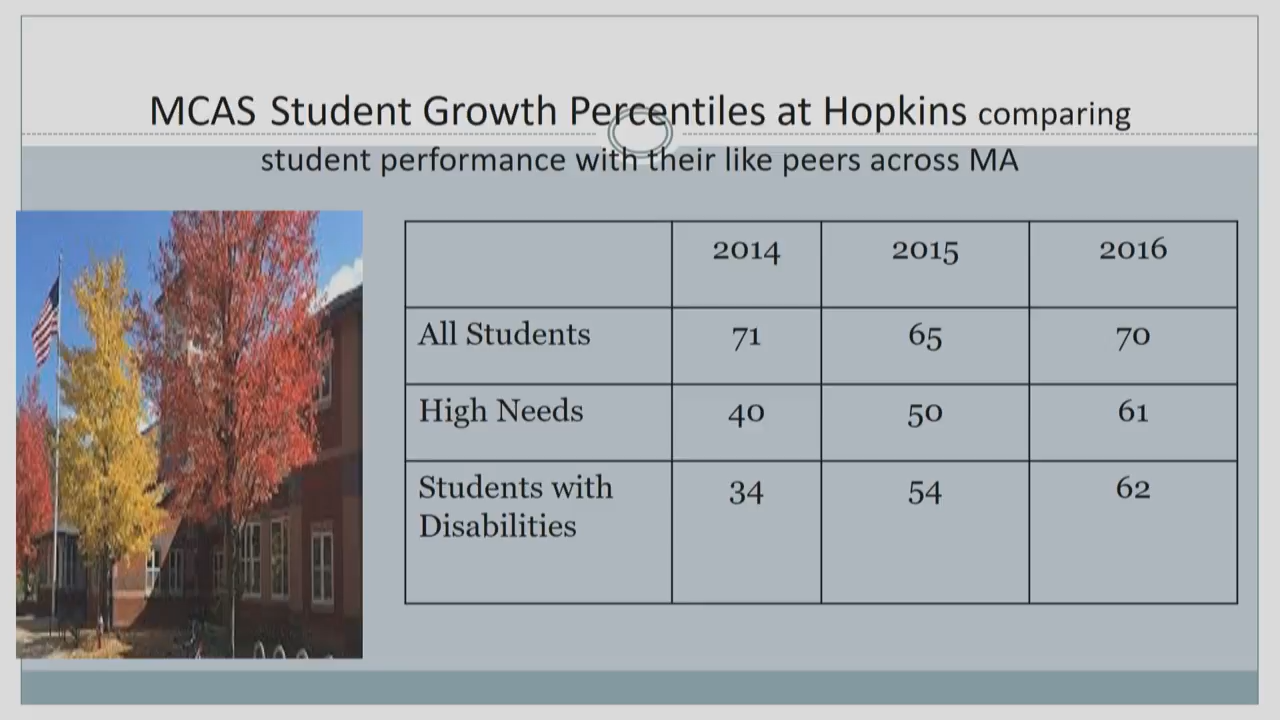 MCAS Student Growth Percentiles at Hopkins comparing
student performance with their like peers across MA
2014 2015 2016
All Students 71 65 70
High Needs 40 50 61
Students with
Disabilities 34 54 62